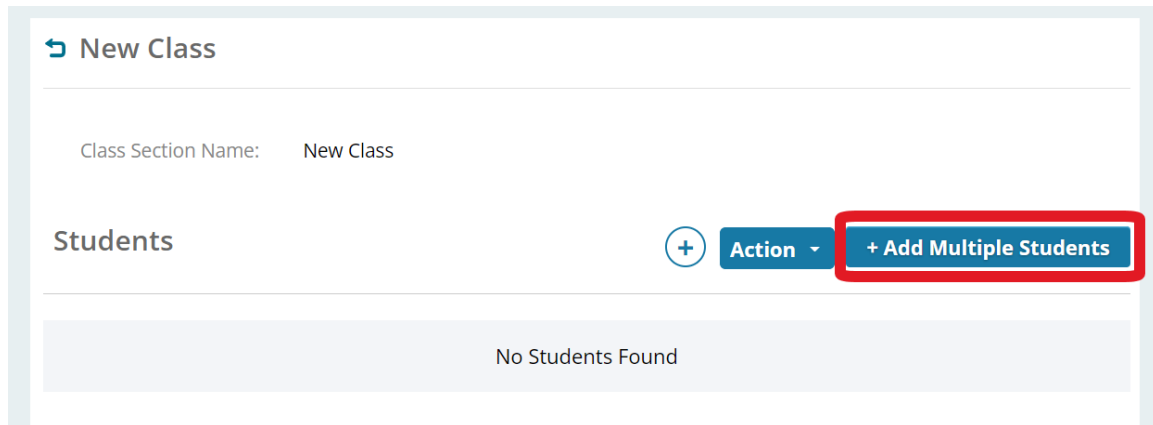 New Class
Class Section Name: New Class
Students
+ Action + Add Multiple Students
No Students Found